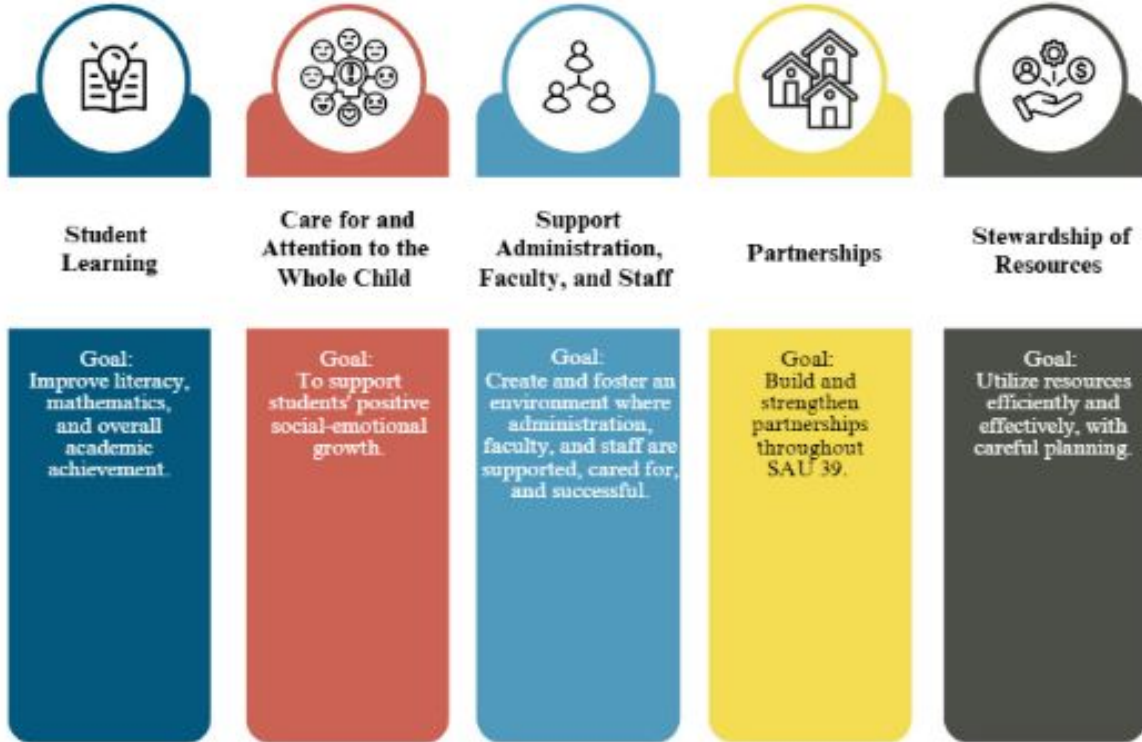 Student
Learning
Care for and
Attention to the
Whole Child
Support
Administration,
Faculty, and Staff
Partnerships
Stewardship of
Resources
Goal:
Improve literacy,
mathematics,
and overall
academic
achievement.
Goal:
To support
students' positive
social-emotional
growth.
Goal:
Create and foster an
environment where
administration,
faculty, and staff are
supported, cared for,
and successful.
Goal:
Build and
strengthen
partnerships
throughout
SAU 39.
Goal:
Utilize resources
efficiently and
effectively, with
careful planning.